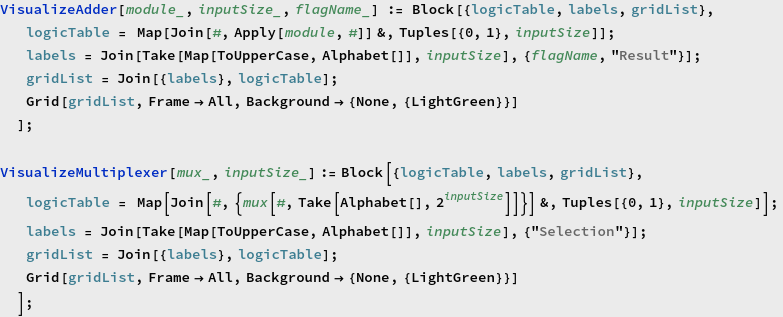 VisualizeAdder[module_, inputSize_, flagName_] := Block[{logicTable, labels, gridList},
logicTable = Map[Join[#, Apply[module, #]] &, Tuples[{0, 1}, inputSize]];
labels = Join[Take[Map[ToUpperCase, Alphabet[]], inputSize], {flagName, "Result"}];
gridList = Join[{labels}, logicTable];
Grid[gridList, Frame → All, Background → {None, {LightGreen}}]
];
VisualizeMultiplexer[mux_, inputSize_] := Block[{logicTable, labels, gridList},
logicTable = Map[Join[#, {mux[#, Take[Alphabet[], 2^inputSize]]}] &, Tuples[{0, 1}, inputSize]];
labels = Join[Take[Map[ToUpperCase, Alphabet[]], inputSize], {"Selection"}];
gridList = Join[{labels}, logicTable];
Grid[gridList, Frame → All, Background → {None, {LightGreen}}]
];